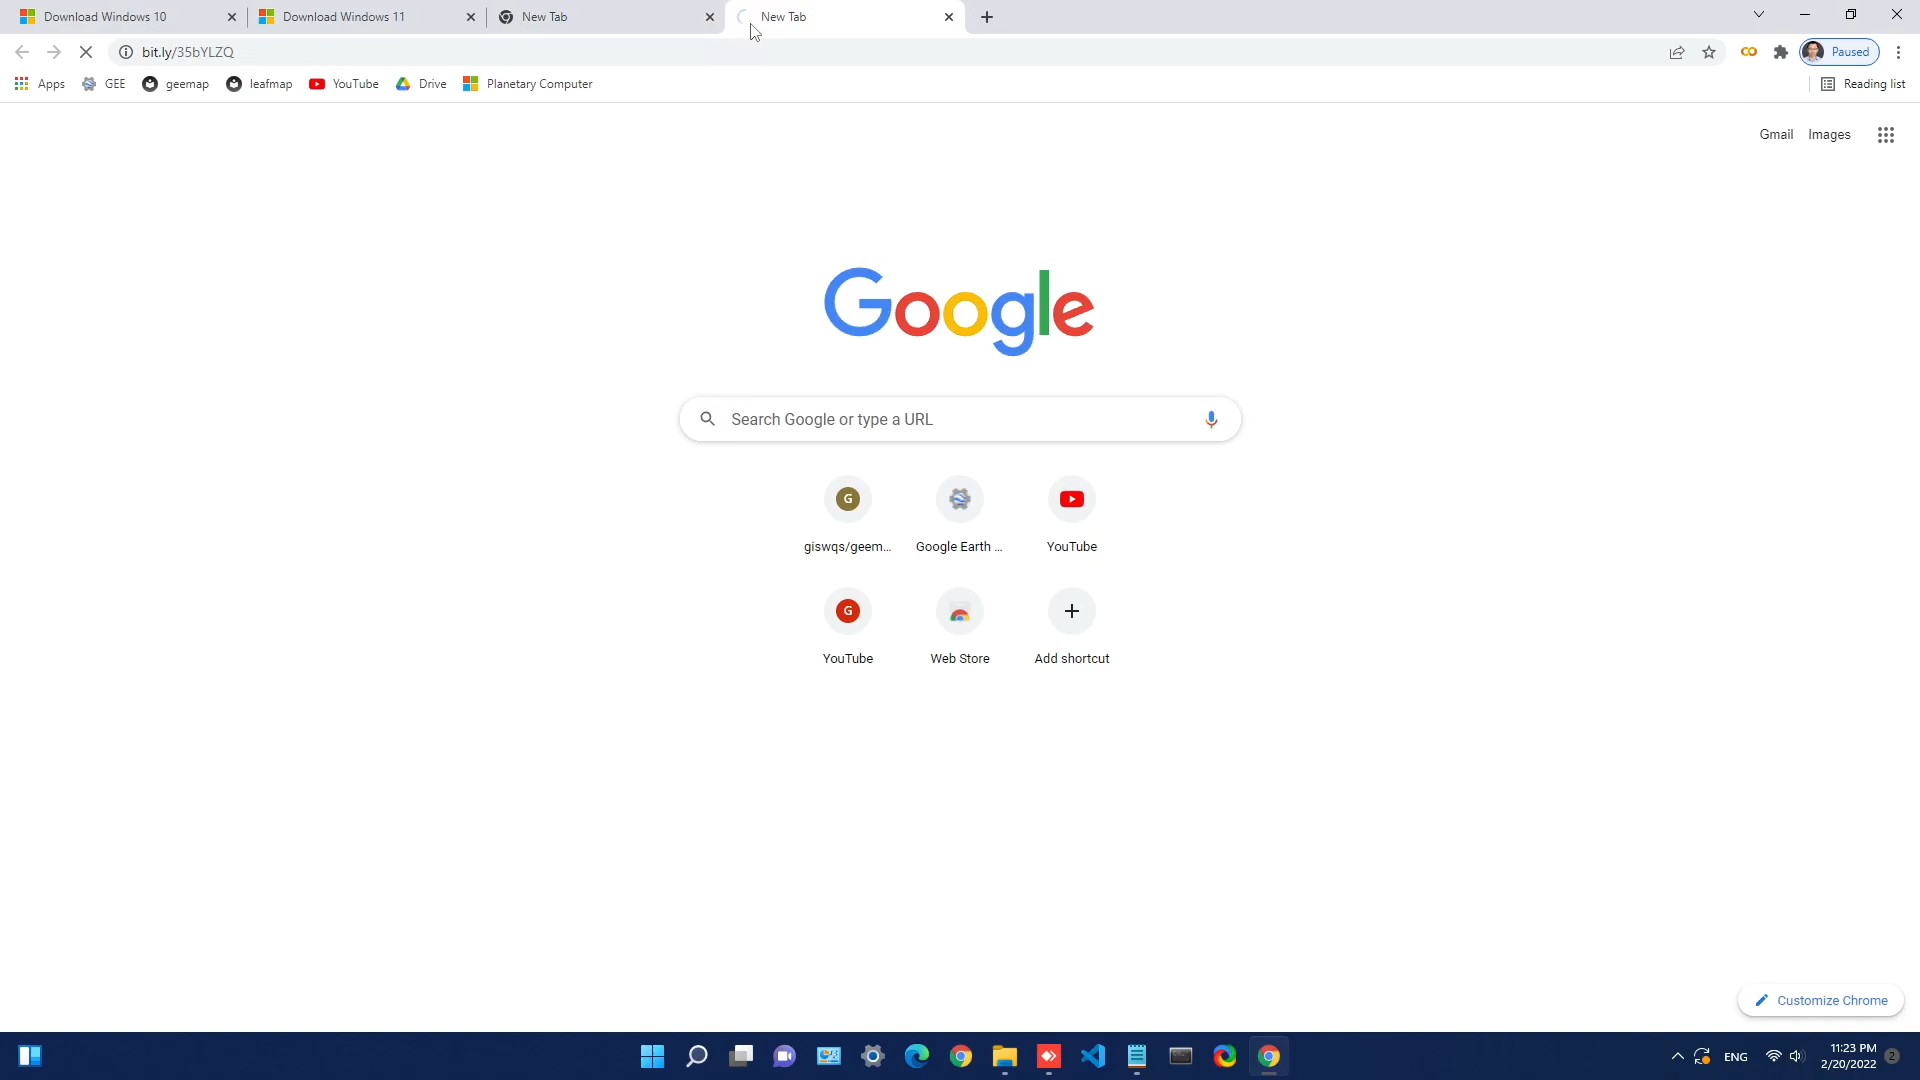 Download Windows 10
Download Windows 11
New Tab
New Tab
bit.ly/35bYLZQ
Paused
Apps
GEE
geemap
leafmap
YouTube
Drive
Planetary Computer
Reading list
Gmail
Images
Google
Search Google or type a URL
G
giswqs/geem...
Google Earth ...
YouTube
G
YouTube
Web Store
Add shortcut
Customize Chrome
ENG
11:23 PM
2/20/2022
2